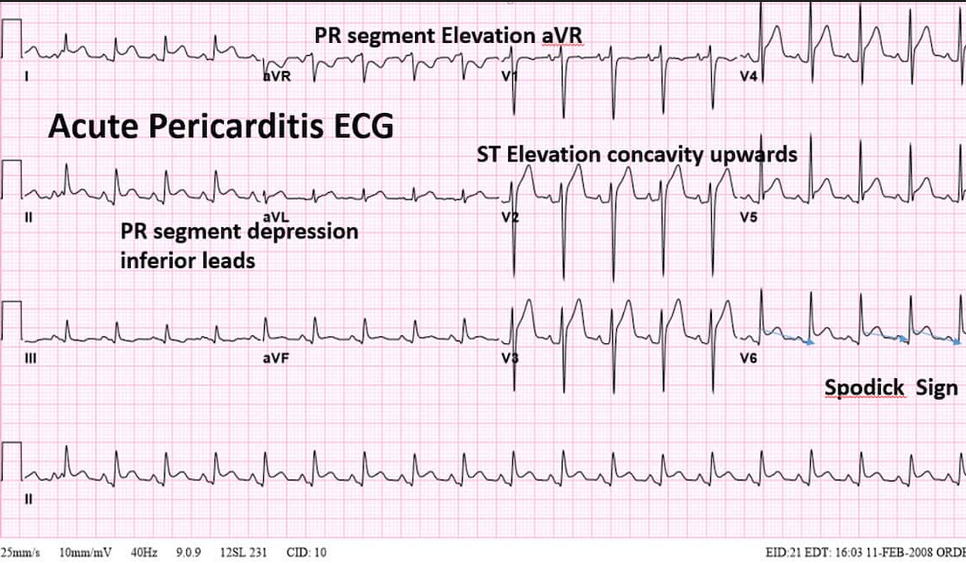 PR segment Elevation aVR
I
aVR
V1
V4
Acute Pericarditis ECG
ST Elevation concavity upwards
II
aVL
V2
V5
PR segment depression
inferior leads
III
aVF
V3
V6
Spodick Sign
II
25mm/s 10mm/mV 40Hz 9.0.9 12SL 231 CID: 10 EID:21 EDT: 16:03 11-FEB-2008 ORDE